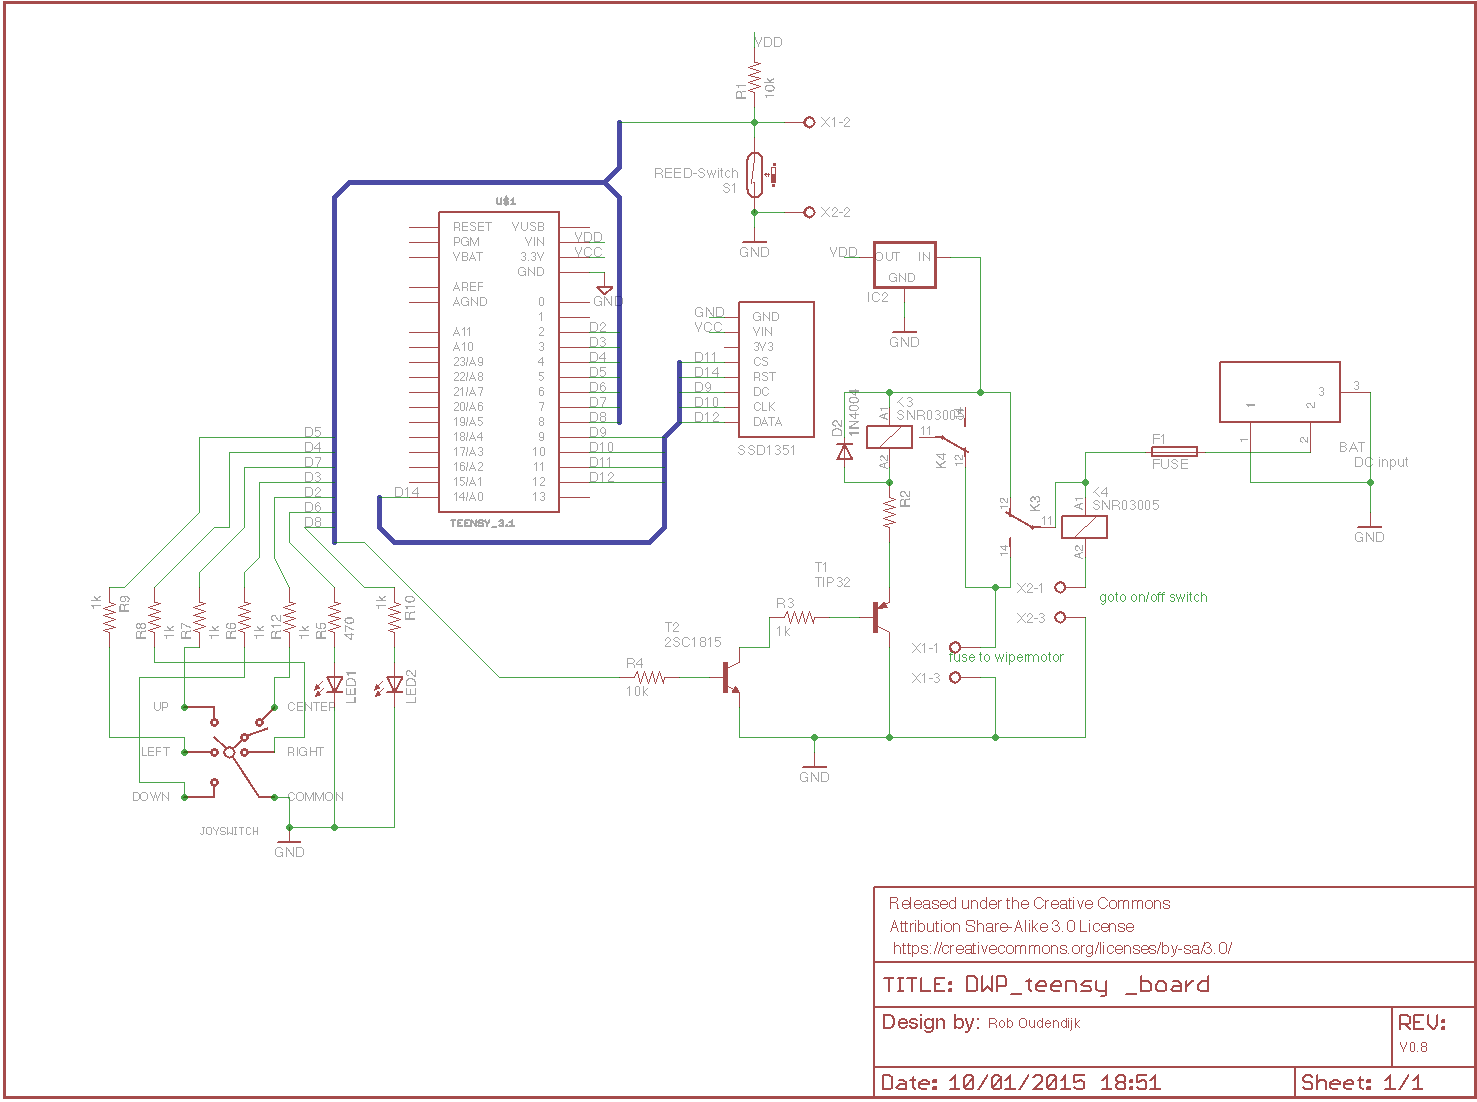 VDD
R1
10k
X1-2
REED-Switch
S1
X2-2
GND
U$1
RESET
PGM
VBAT
AREF
AGND
A11
A10
23/A9
22/A8
21/A7
20/A6
19/A5
18/A4
17/A3
16/A2
15/A1
14/A0
VUSB
VIN
3.3V
GND
0
1
2
3
4
5
6
7
8
9
10
11
12
13
VDD
VCC
GND
D2
D3
D4
D5
D6
D7
D8
D9
D10
D11
D12
D14
TEENSY_3.1
GND
VCC
D11
D14
D9
D10
D12
GND
VIN
3V3
CS
RST
DC
CLK
DATA
SSD1351
VDD
OUT
IN
GND
IC2
GND
D2
1N4004
A1
A2
K3
SNR03005
11
14
12
K4
R2
12
11
14
K3
A1
A2
K4
SNR03005
F1
FUSE
1
2
3
1
2
3
BAT
DC input
GND
X2-1
goto on/off switch
X2-3
X1-1
fuse to wipermotor
X1-3
T1
TIP32
R3
1k
T2
2SC1815
R4
10k
GND
D5
D4
D7
D3
D2
D6
D8
1k
R9
R8
1k
R7
1k
R6
1k
R12
1k
R5
470
1k
R10
LED1
LED2
UP
CENTER
LEFT
RIGHT
DOWN
COMMON
JOYSWITCH
GND
Released under the Creative Commons
Attribution Share-Alike 3.0 License
https://creativecommons.org/licenses/by-sa/3.0/
TITLE: DWP_teensy _board
Design by: Rob Oudendijk
REV:
V0.8
Date: 10/01/2015 18:51
Sheet: 1/1